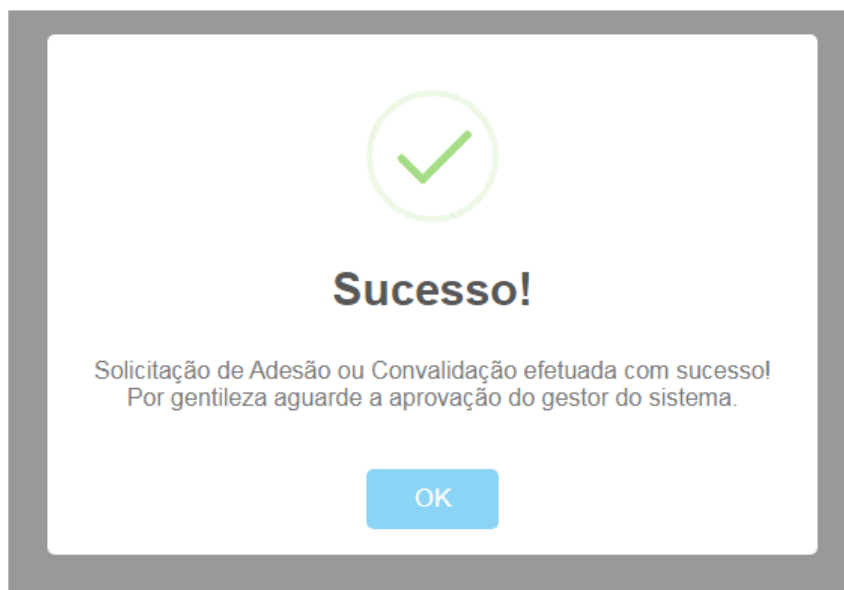 Sucesso!
Solicitação de Adesão ou Convalidação efetuada com sucesso!
Por gentileza aguarde a aprovação do gestor do sistema.
OK